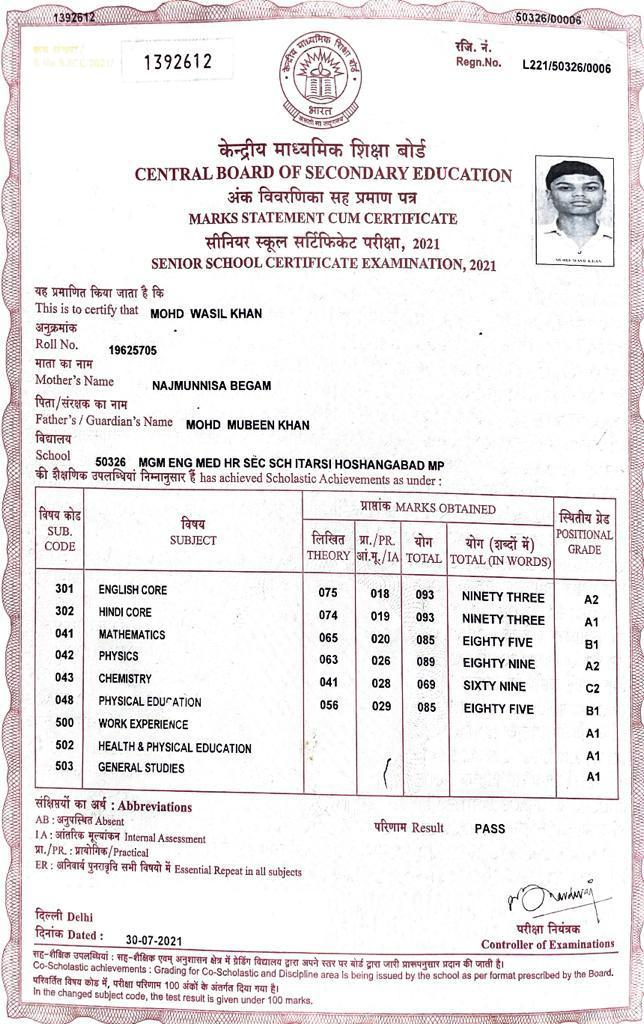 1392612
50326/00006
1392612
रजि. नं.
Regn.No. L221/50326/0006
केन्द्रीय माध्यमिक शिक्षा बोर्ड
भारत
केन्द्रीय माध्यमिक शिक्षा बोर्ड
CENTRAL BOARD OF SECONDARY EDUCATION
अंक विवरणिका सह प्रमाण पत्र
MARKS STATEMENT CUM CERTIFICATE
सीनियर स्कूल सर्टिफिकेट परीक्षा, 2021
SENIOR SCHOOL CERTIFICATE EXAMINATION, 2021
MOHD WASIL KHAN
यह प्रमाणित किया जाता है कि
This is to certify that MOHD WASIL KHAN
अनुक्रमांक
Roll No. 19625705
माता का नाम
Mother's Name NAJMUNNISA BEGAM
पिता/संरक्षक का नाम
Father's / Guardian's Name MOHD MUBEEN KHAN
विद्यालय
School 50326 MGM ENG MED HR SEC SCH ITARSI HOSHANGABAD MP
की शैक्षणिक उपलब्धियां निम्नानुसार हैं has achieved Scholastic Achievements as under :
विषय कोड SUB. CODE
विषय SUBJECT
प्राप्तांक MARKS OBTAINED
लिखित THEORY
प्रा./PR. आं.मू./IA
योग TOTAL
योग (शब्दों में) TOTAL (IN WORDS)
स्थितीय ग्रेड POSITIONAL GRADE
301 ENGLISH CORE 075 018 093 NINETY THREE A2
302 HINDI CORE 074 019 093 NINETY THREE A1
041 MATHEMATICS 065 020 085 EIGHTY FIVE B1
042 PHYSICS 063 026 089 EIGHTY NINE A2
043 CHEMISTRY 041 028 069 SIXTY NINE C2
048 PHYSICAL EDUCATION 056 029 085 EIGHTY FIVE B1
500 WORK EXPERIENCE A1
502 HEALTH & PHYSICAL EDUCATION A1
503 GENERAL STUDIES A1
संक्षिप्तियों का अर्थ : Abbreviations
AB : अनुपस्थित Absent
IA : आंतरिक मूल्यांकन Internal Assessment
प्रा./PR. : प्रायोगिक/Practical
ER : अनिवार्य पुनरावृति सभी विषयो में Essential Repeat in all subjects
परिणाम Result PASS
दिल्ली Delhi
दिनांक Dated : 30-07-2021
परीक्षा नियंत्रक
Controller of Examinations
सह-शैक्षिक उपलब्धियां : सह-शैक्षिक एवम् अनुशासन क्षेत्र में ग्रेडिंग विद्यालय द्वारा अपने स्तर पर बोर्ड द्वारा जारी प्रारूपनुसार प्रदान की जाती है।
Co-Scholastic achievements : Grading for Co-Scholastic and Discipline area is being issued by the school as per format prescribed by the Board.
परिवर्तित विषय कोड में, परीक्षा परिणाम 100 अंकों के अंतर्गत दिया गया है।
In the changed subject code, the test result is given under 100 marks.